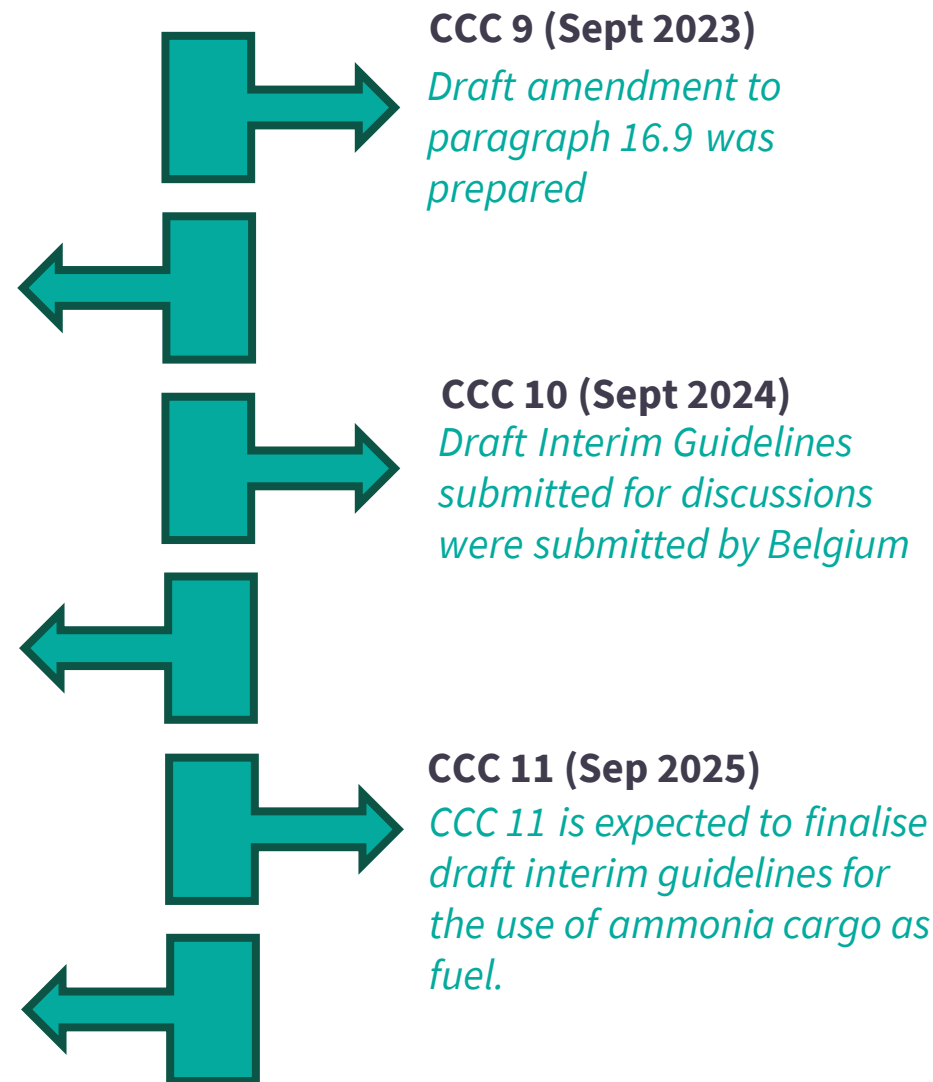 CCC 9 (Sept 2023)
Draft amendment to
paragraph 16.9 was
prepared
CCC 10 (Sept 2024)
Draft Interim Guidelines
submitted for discussions
were submitted by Belgium
CCC 11 (Sep 2025)
CCC 11 is expected to finalise
draft interim guidelines for
the use of ammonia cargo as
fuel.